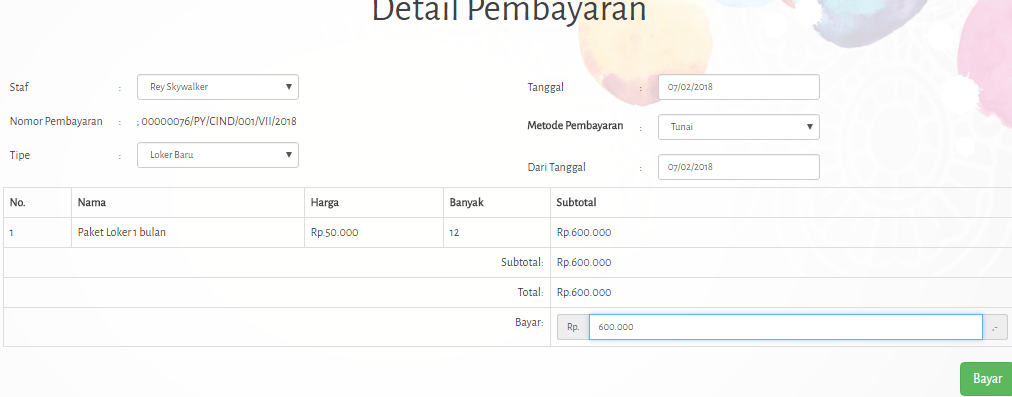 Detail Pembayaran
Staf : Rey Skywalker
Tanggal : 07/02/2018
Nomor Pembayaran : ; 00000076/PY/CIND/001/VII/2018
Metode Pembayaran : Tunai
Tipe : Loker Baru
Dari Tanggal : 07/02/2018
No. Nama Harga Banyak Subtotal
1 Paket Loker 1 bulan Rp.50.000 12 Rp.600.000
Subtotal: Rp.600.000
Total: Rp.600.000
Bayar: Rp. 600.000 ,-
Bayar